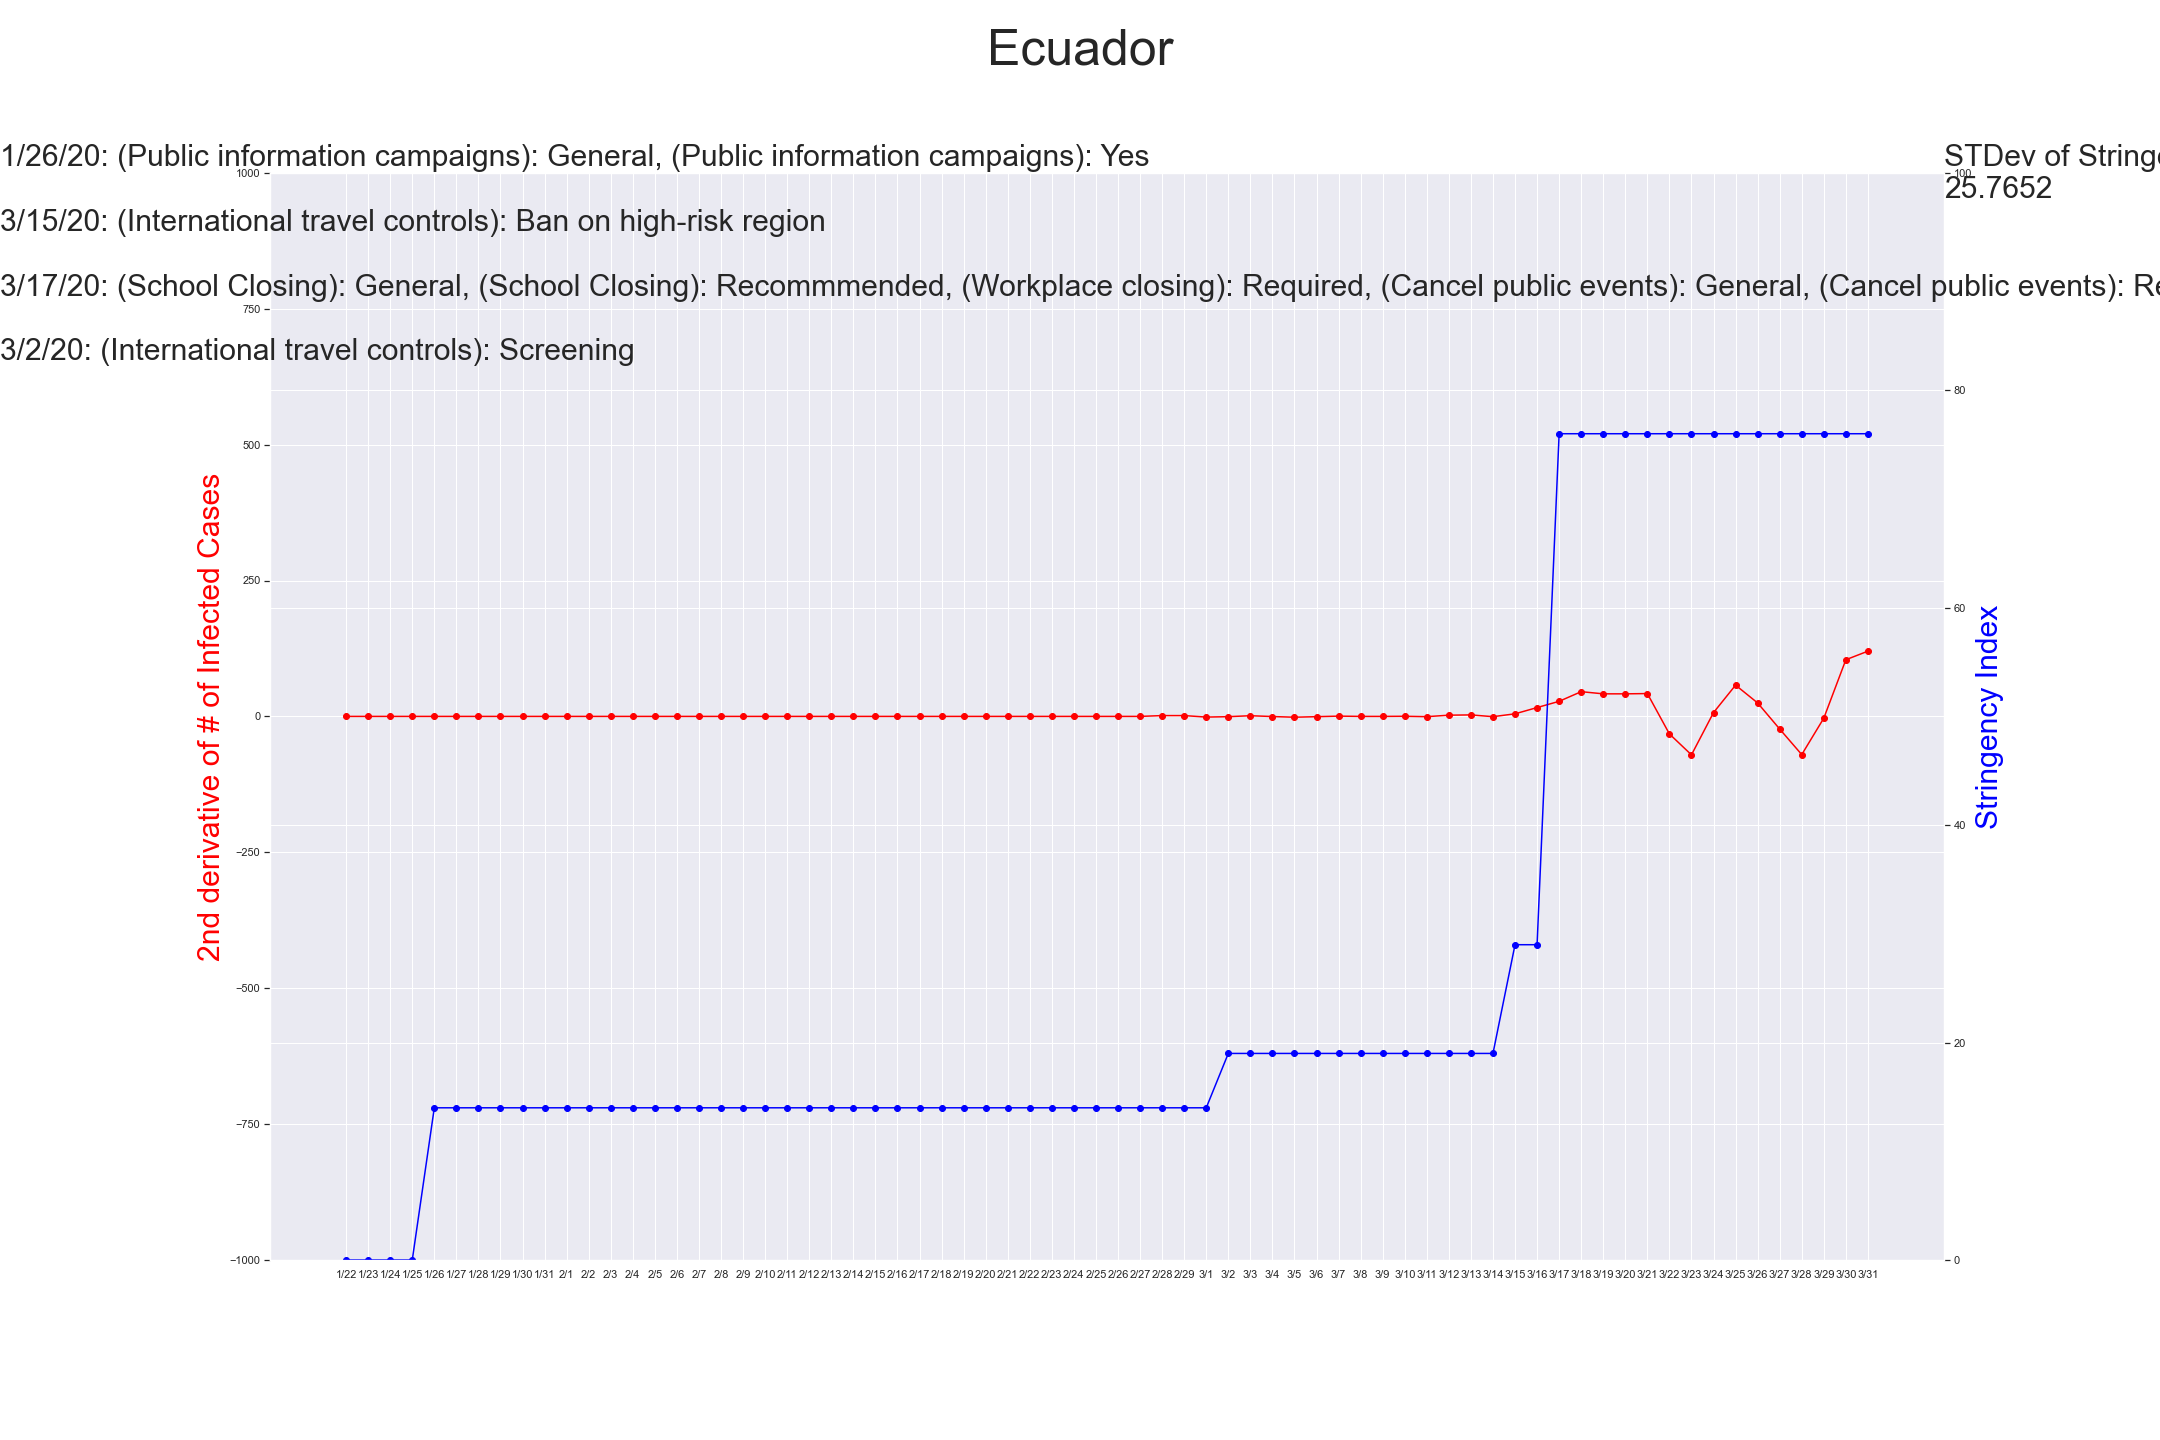 Ecuador
1/26/20: (Public information campaigns): General, (Public information campaigns): Yes
STDev of Stringe
25.7652
3/15/20: (International travel controls): Ban on high-risk region
3/17/20: (School Closing): General, (School Closing): Recommmended, (Workplace closing): Required, (Cancel public events): General, (Cancel public events): Re
3/2/20: (International travel controls): Screening
1000
750
500
250
0
−250
−500
−750
−1000
2nd derivative of # of Infected Cases
100
80
60
40
20
0
Stringency Index
1/22 1/23 1/24 1/25 1/26 1/27 1/28 1/29 1/30 1/31 2/1 2/2 2/3 2/4 2/5 2/6 2/7 2/8 2/9 2/10 2/11 2/12 2/13 2/14 2/15 2/16 2/17 2/18 2/19 2/20 2/21 2/22 2/23 2/24 2/25 2/26 2/27 2/28 2/29 3/1 3/2 3/3 3/4 3/5 3/6 3/7 3/8 3/9 3/10 3/11 3/12 3/13 3/14 3/15 3/16 3/17 3/18 3/19 3/20 3/21 3/22 3/23 3/24 3/25 3/26 3/27 3/28 3/29 3/30 3/31